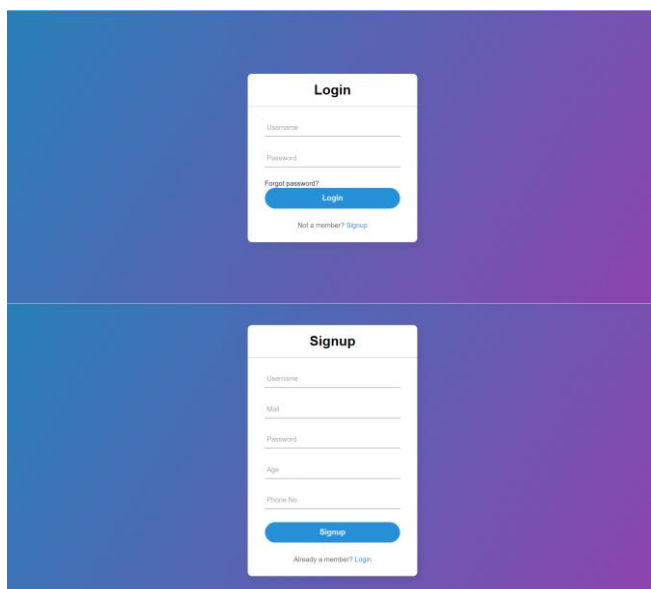 Login
Username
Password
Forgot password?
Login
Not a member? Signup
Signup
Username
Mail
Password
Age
Phone No.
Signup
Already a member? Login